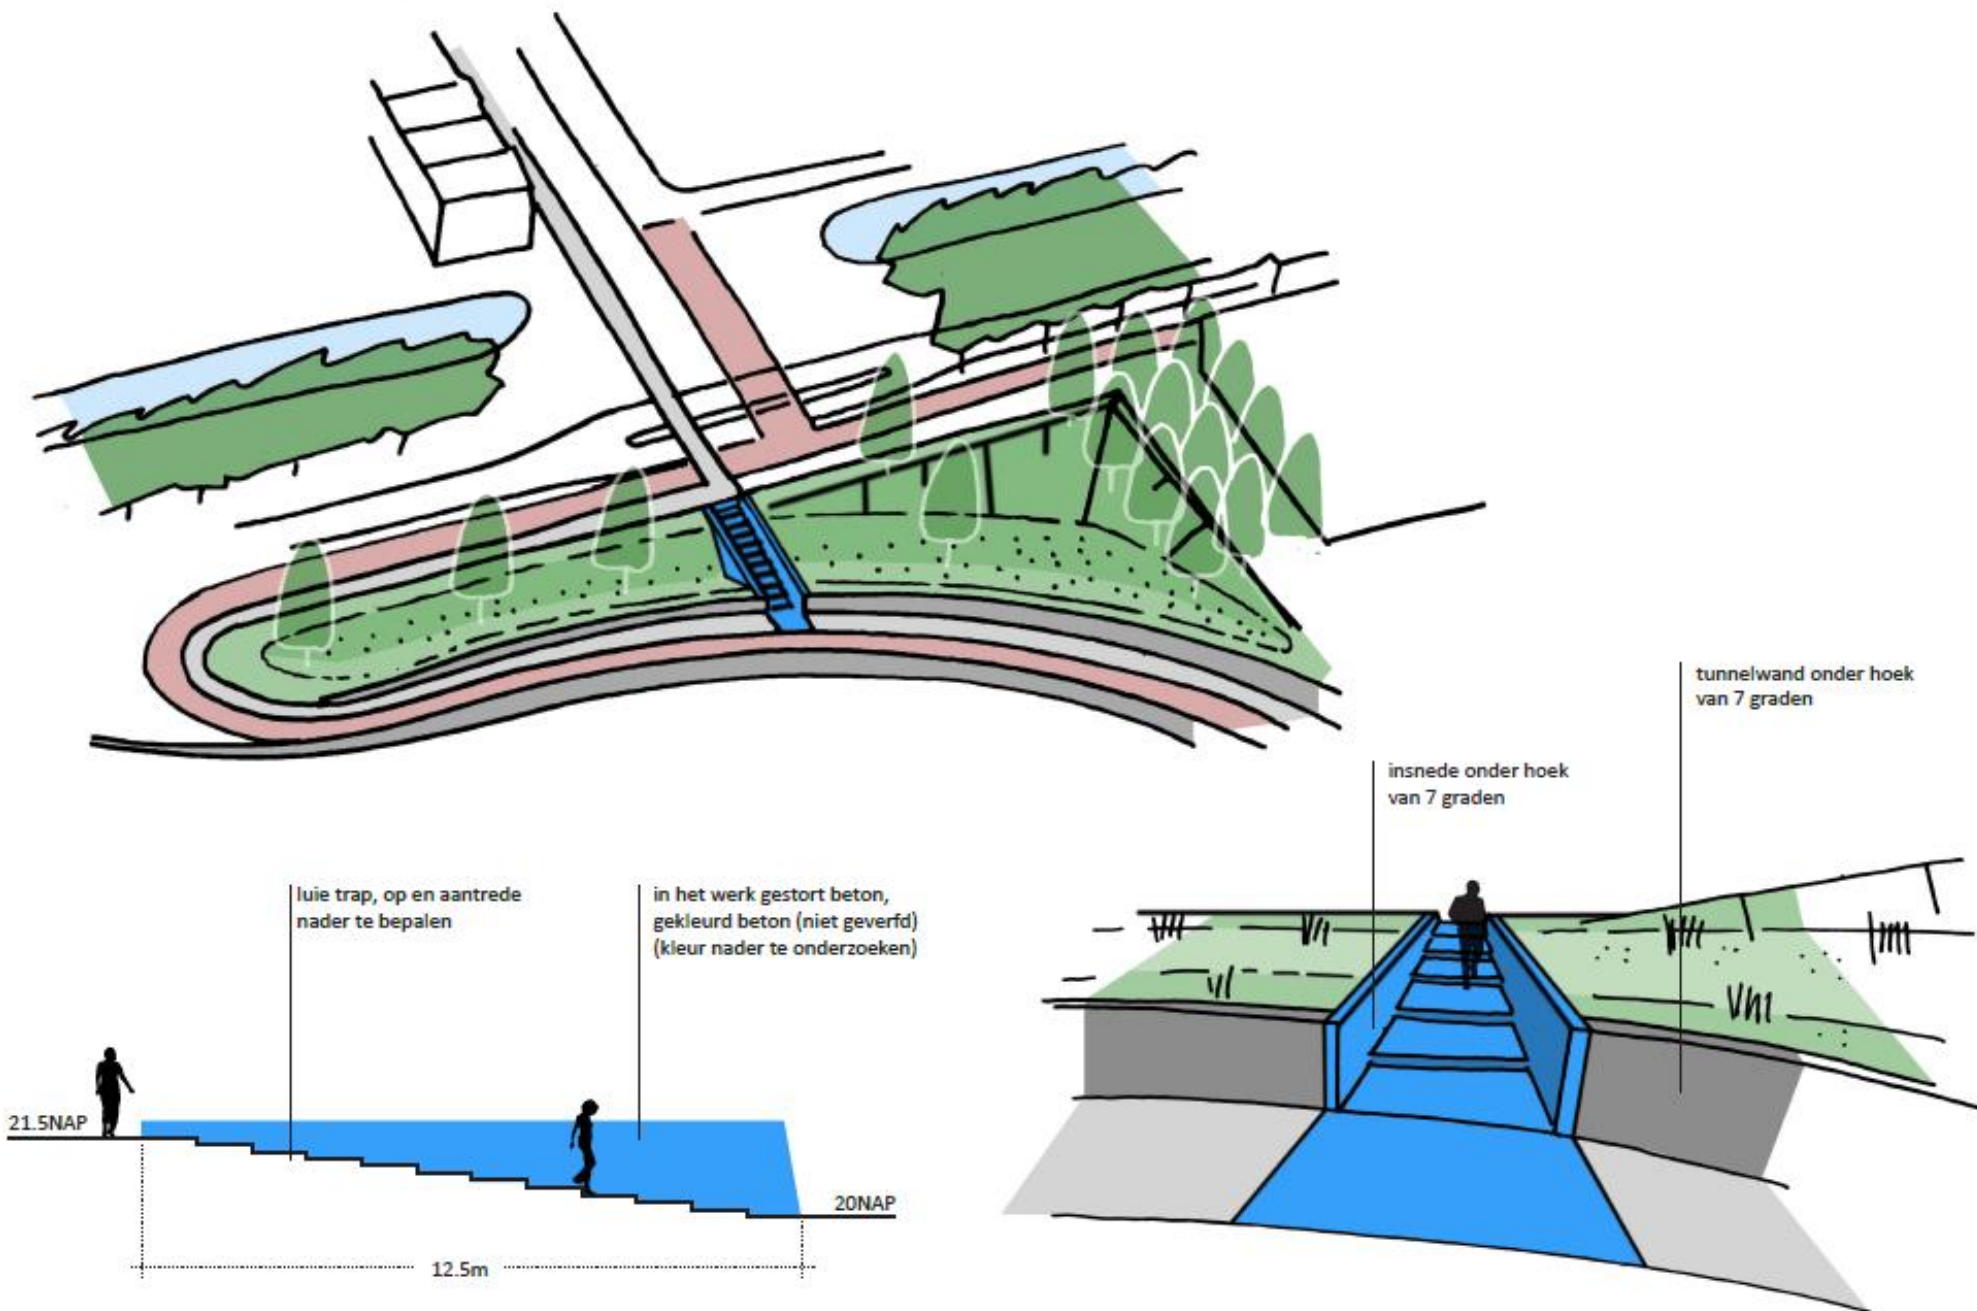 tunnelwand onder hoek
van 7 graden
insnede onder hoek
van 7 graden
luie trap, op en aantrede
nader te bepalen
in het werk gestort beton,
gekleurd beton (niet geverfd)
(kleur nader te onderzoeken)
21.5NAP
20NAP
12.5m